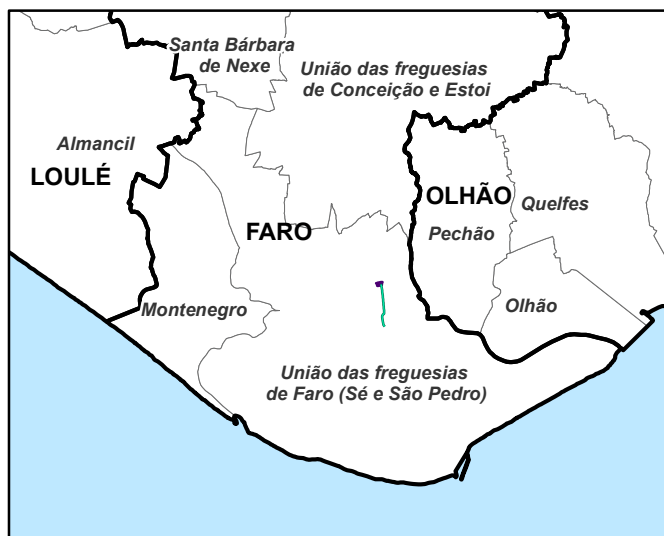 Santa Bárbara
de Nexe
União das freguesias
de Conceição e Estoi
Almancil
LOULÉ
OLHÃO
Quelfes
FARO
Pechão
Montenegro
Olhão
União das freguesias
de Faro (Sé e São Pedro)